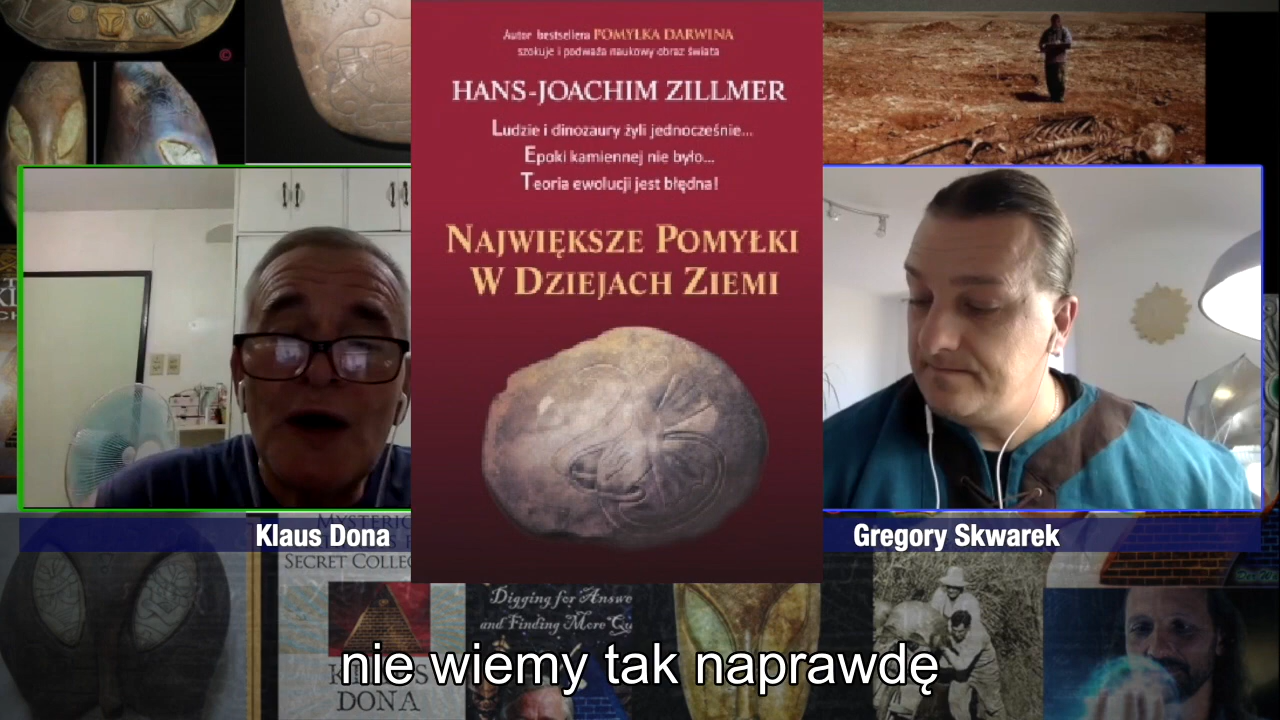 Autor bestsellera POMYŁKA DARWINA
szokuje i podważa naukowy obraz świata
HANS-JOACHIM ZILLMER
Ludzie i dinozaury żyli jednocześnie...
Epoki kamiennej nie było...
Teoria ewolucji jest błędna!
NAJWIĘKSZE POMYŁKI
W DZIEJACH ZIEMI
Klaus Dona
Gregory Skwarek
SECRET
Digging for
and Finding More
DONA
nie wiemy tak naprawdę